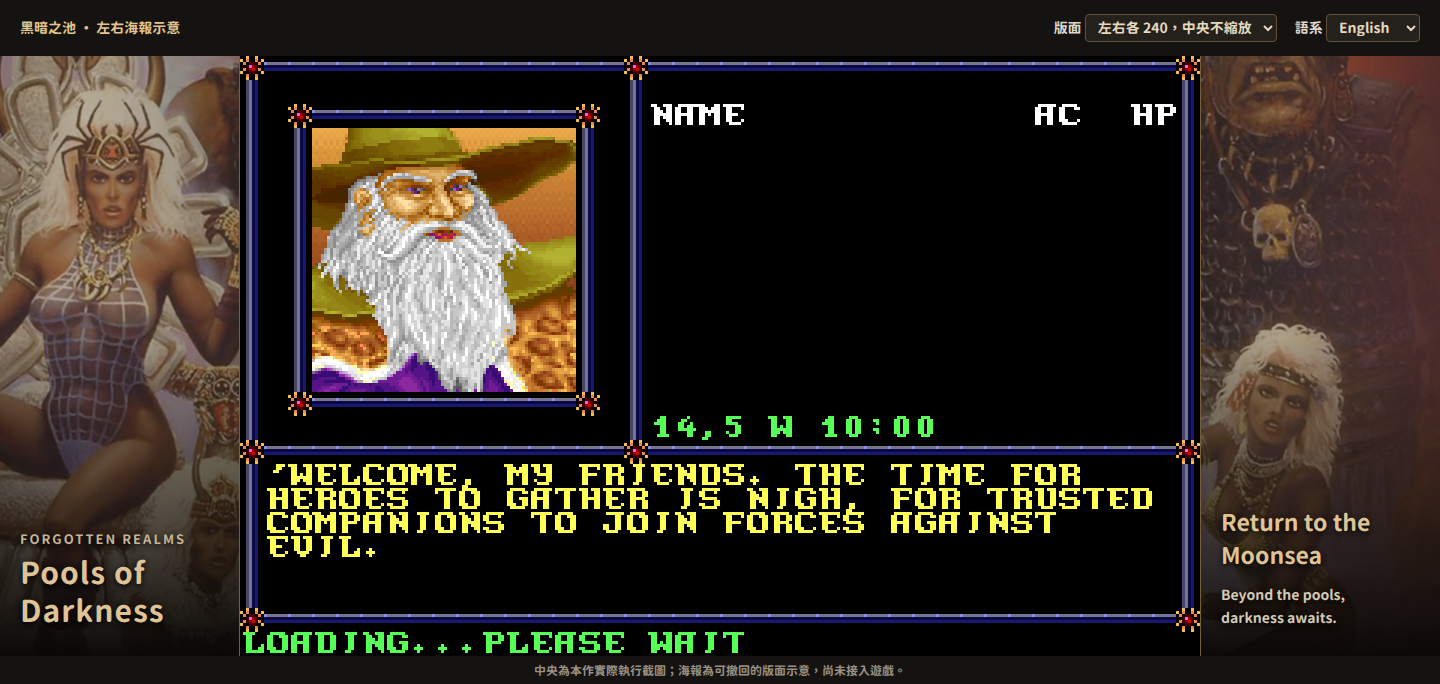 黑暗之池 · 左右海報示意
版面 左右各 240，中央不縮放 語系 English
NAME AC HP
14,5 W 10:00
'WELCOME, MY FRIENDS. THE TIME FOR
HEROES TO GATHER IS NIGH, FOR TRUSTED
COMPANIONS TO JOIN FORCES AGAINST
EVIL.
LOADING...PLEASE WAIT
FORGOTTEN REALMS
Pools of
Darkness
Return to the
Moonsea
Beyond the pools,
darkness awaits.
中央為本作實際執行截圖；海報為可撤回的版面示意，尚未接入遊戲。